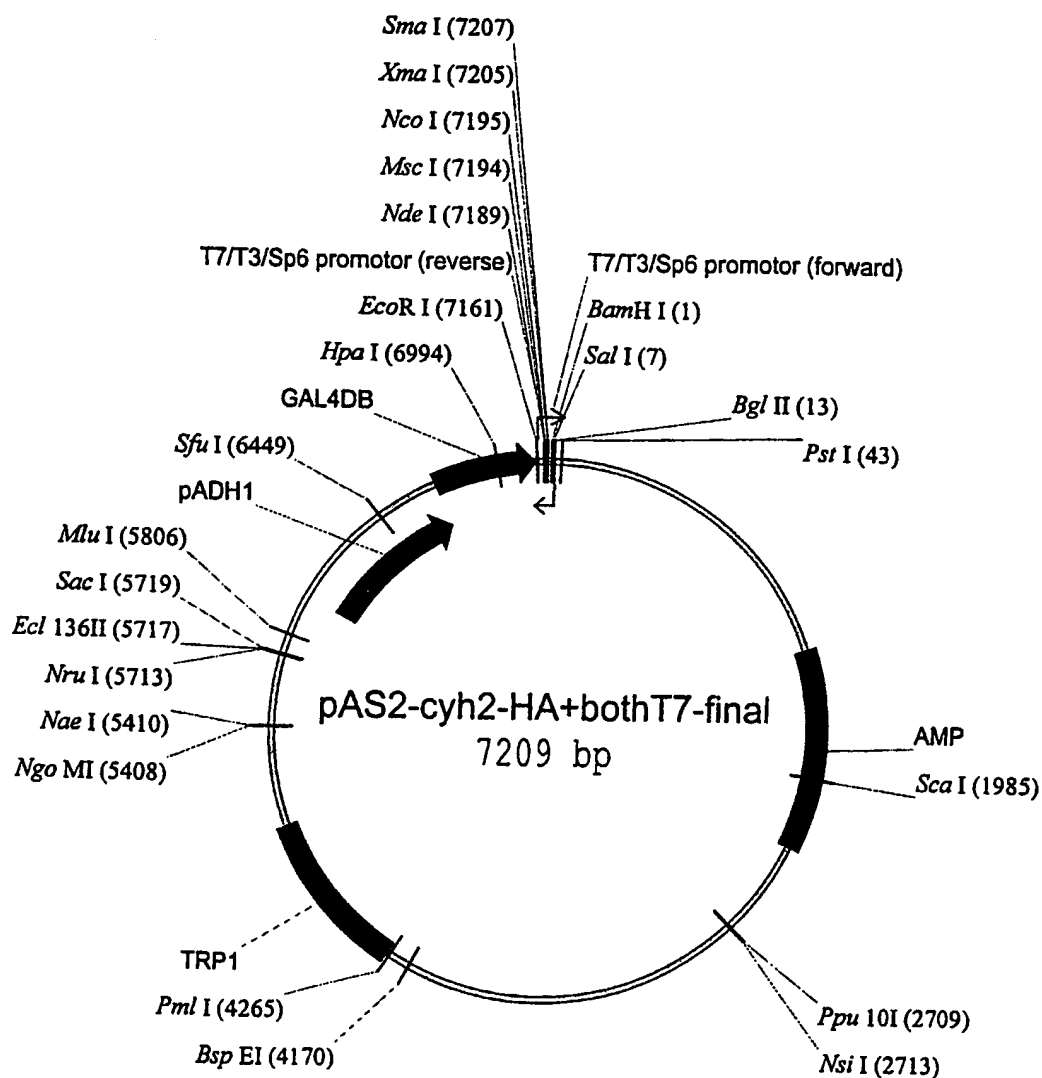 Sma I (7207)
Xma I (7205)
Nco I (7195)
Msc I (7194)
Nde I (7189)
T7/T3/Sp6 promotor (reverse)
T7/T3/Sp6 promotor (forward)
EcoR I (7161)
BamH I (1)
Hpa I (6994)
Sal I (7)
GAL4DB
Bgl II (13)
Sfu I (6449)
Pst I (43)
pADH1
Mlu I (5806)
Sac I (5719)
Ecl 136II (5717)
Nru I (5713)
Nae I (5410)
Ngo MI (5408)
pAS2-cyh2-HA+bothT7-final
7209 bp
AMP
Sca I (1985)
TRP1
Pml I (4265)
Bsp EI (4170)
Ppu 10I (2709)
Nsi I (2713)